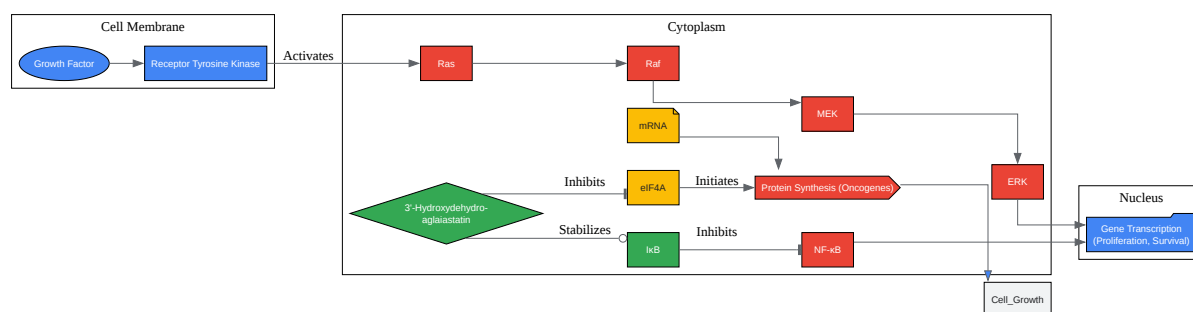 Cell Membrane
Growth Factor
Receptor Tyrosine Kinase
Activates
Cytoplasm
Ras
Raf
MEK
mRNA
ERK
Inhibits
eIF4A
Initiates
Protein Synthesis (Oncogenes)
3'-Hydroxydehydro-
aglaiastatin
Stabilizes
IκB
Inhibits
NF-κB
Nucleus
Gene Transcription
(Proliferation, Survival)
Cell_Growth